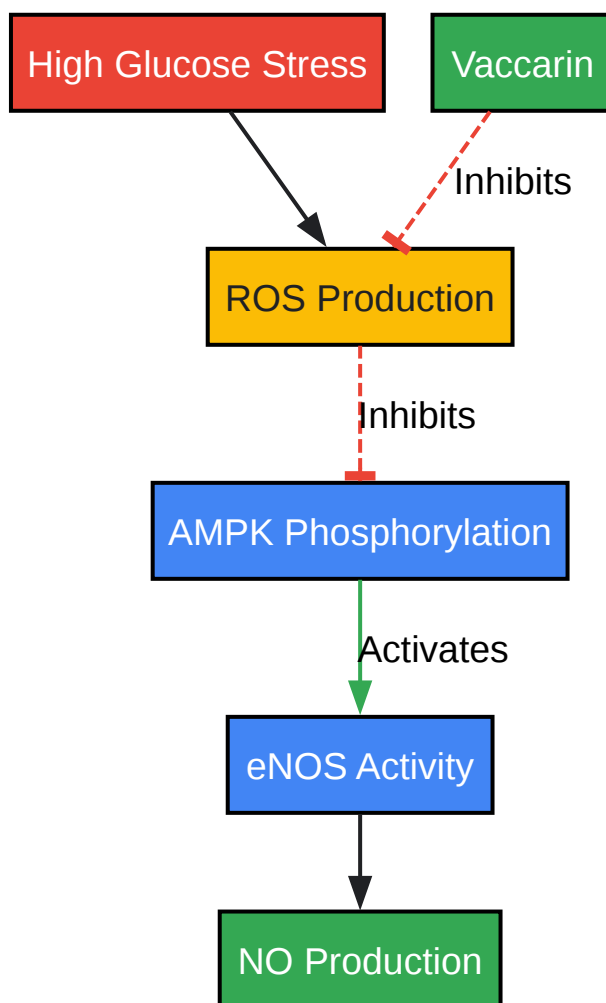 High Glucose Stress
Vaccarin
Inhibits
ROS Production
Inhibits
AMPK Phosphorylation
Activates
eNOS Activity
NO Production